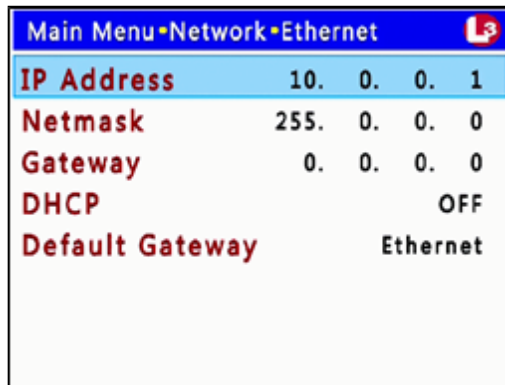 Main Menu•Network•Ethernet L3
IP Address 10. 0. 0. 1
Netmask 255. 0. 0. 0
Gateway 0. 0. 0. 0
DHCP OFF
Default Gateway Ethernet